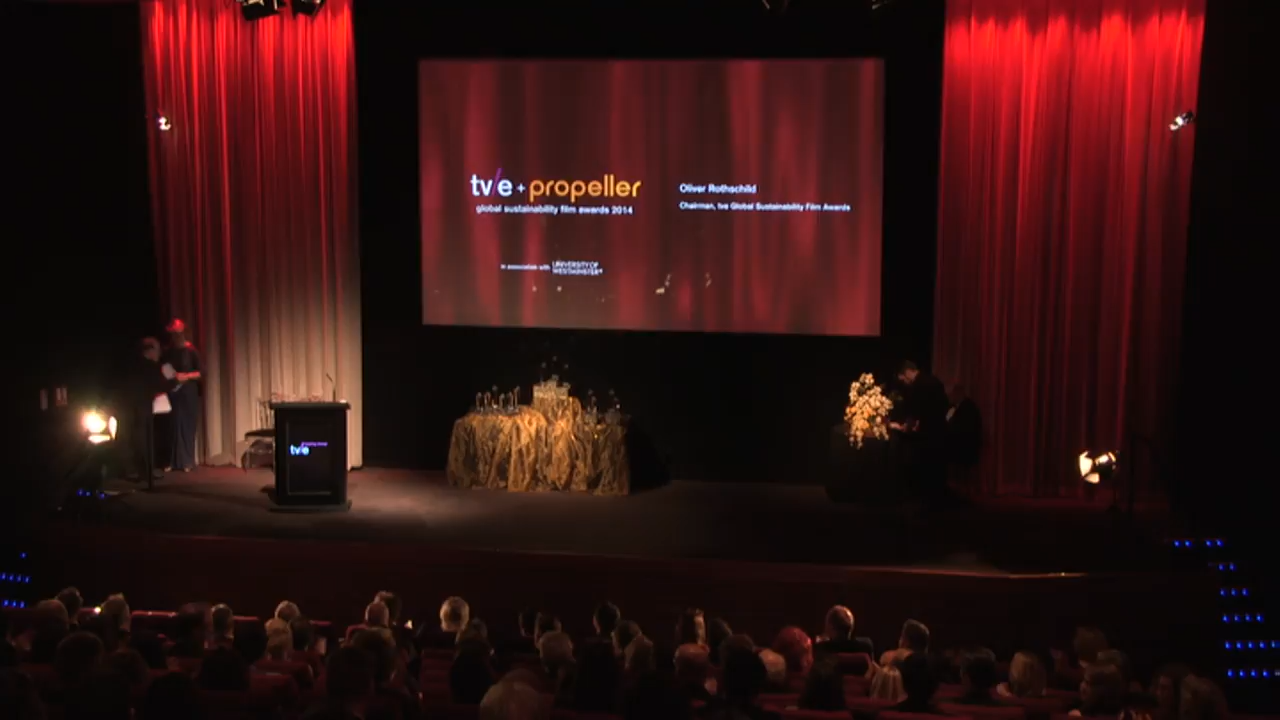 tv/e + propeller
global sustainability film awards 2014
Oliver Rothschild
Chairman, tve Global Sustainability Film Awards
in association with UNIVERSITY OF
WESTMINSTER
tv/e